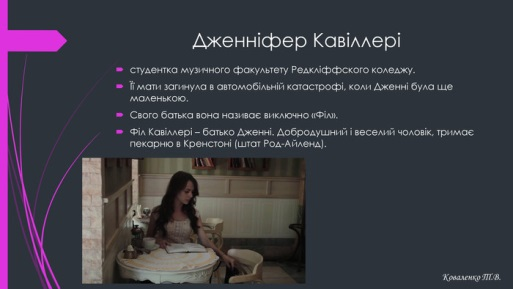 Дженніфер Кавіллері
студентка музичного факультету Редкліффского коледжу.
Її мати загинула в автомобільній катастрофі, коли Дженні була ще
маленькою.
Свого батька вона називає виключно «Філ».
Філ Кавіллері – батько Дженні. Добродушний і веселий чоловік, тримає
пекарню в Кренстоні (штат Род-Айленд).
Коваленко Т.В.